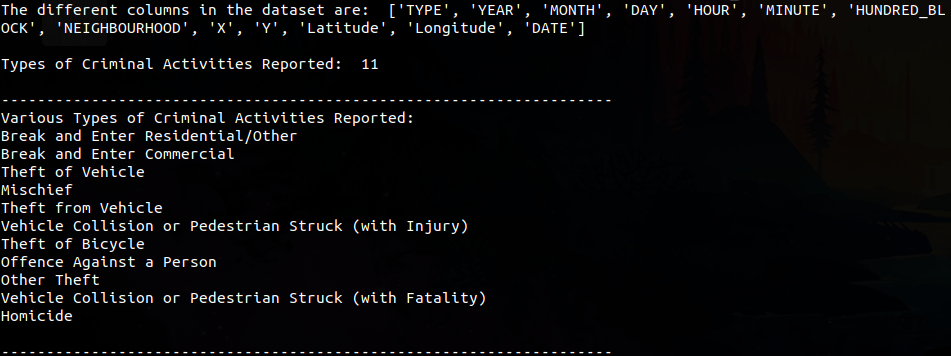 The different columns in the dataset are:  ['TYPE', 'YEAR', 'MONTH', 'DAY', 'HOUR', 'MINUTE', 'HUNDRED_BL
OCK', 'NEIGHBOURHOOD', 'X', 'Y', 'Latitude', 'Longitude', 'DATE']
Types of Criminal Activities Reported:  11
--------------------------------------------------------------------
Various Types of Criminal Activities Reported:
Break and Enter Residential/Other
Break and Enter Commercial
Theft of Vehicle
Mischief
Theft from Vehicle
Vehicle Collision or Pedestrian Struck (with Injury)
Theft of Bicycle
Offence Against a Person
Other Theft
Vehicle Collision or Pedestrian Struck (with Fatality)
Homicide
--------------------------------------------------------------------